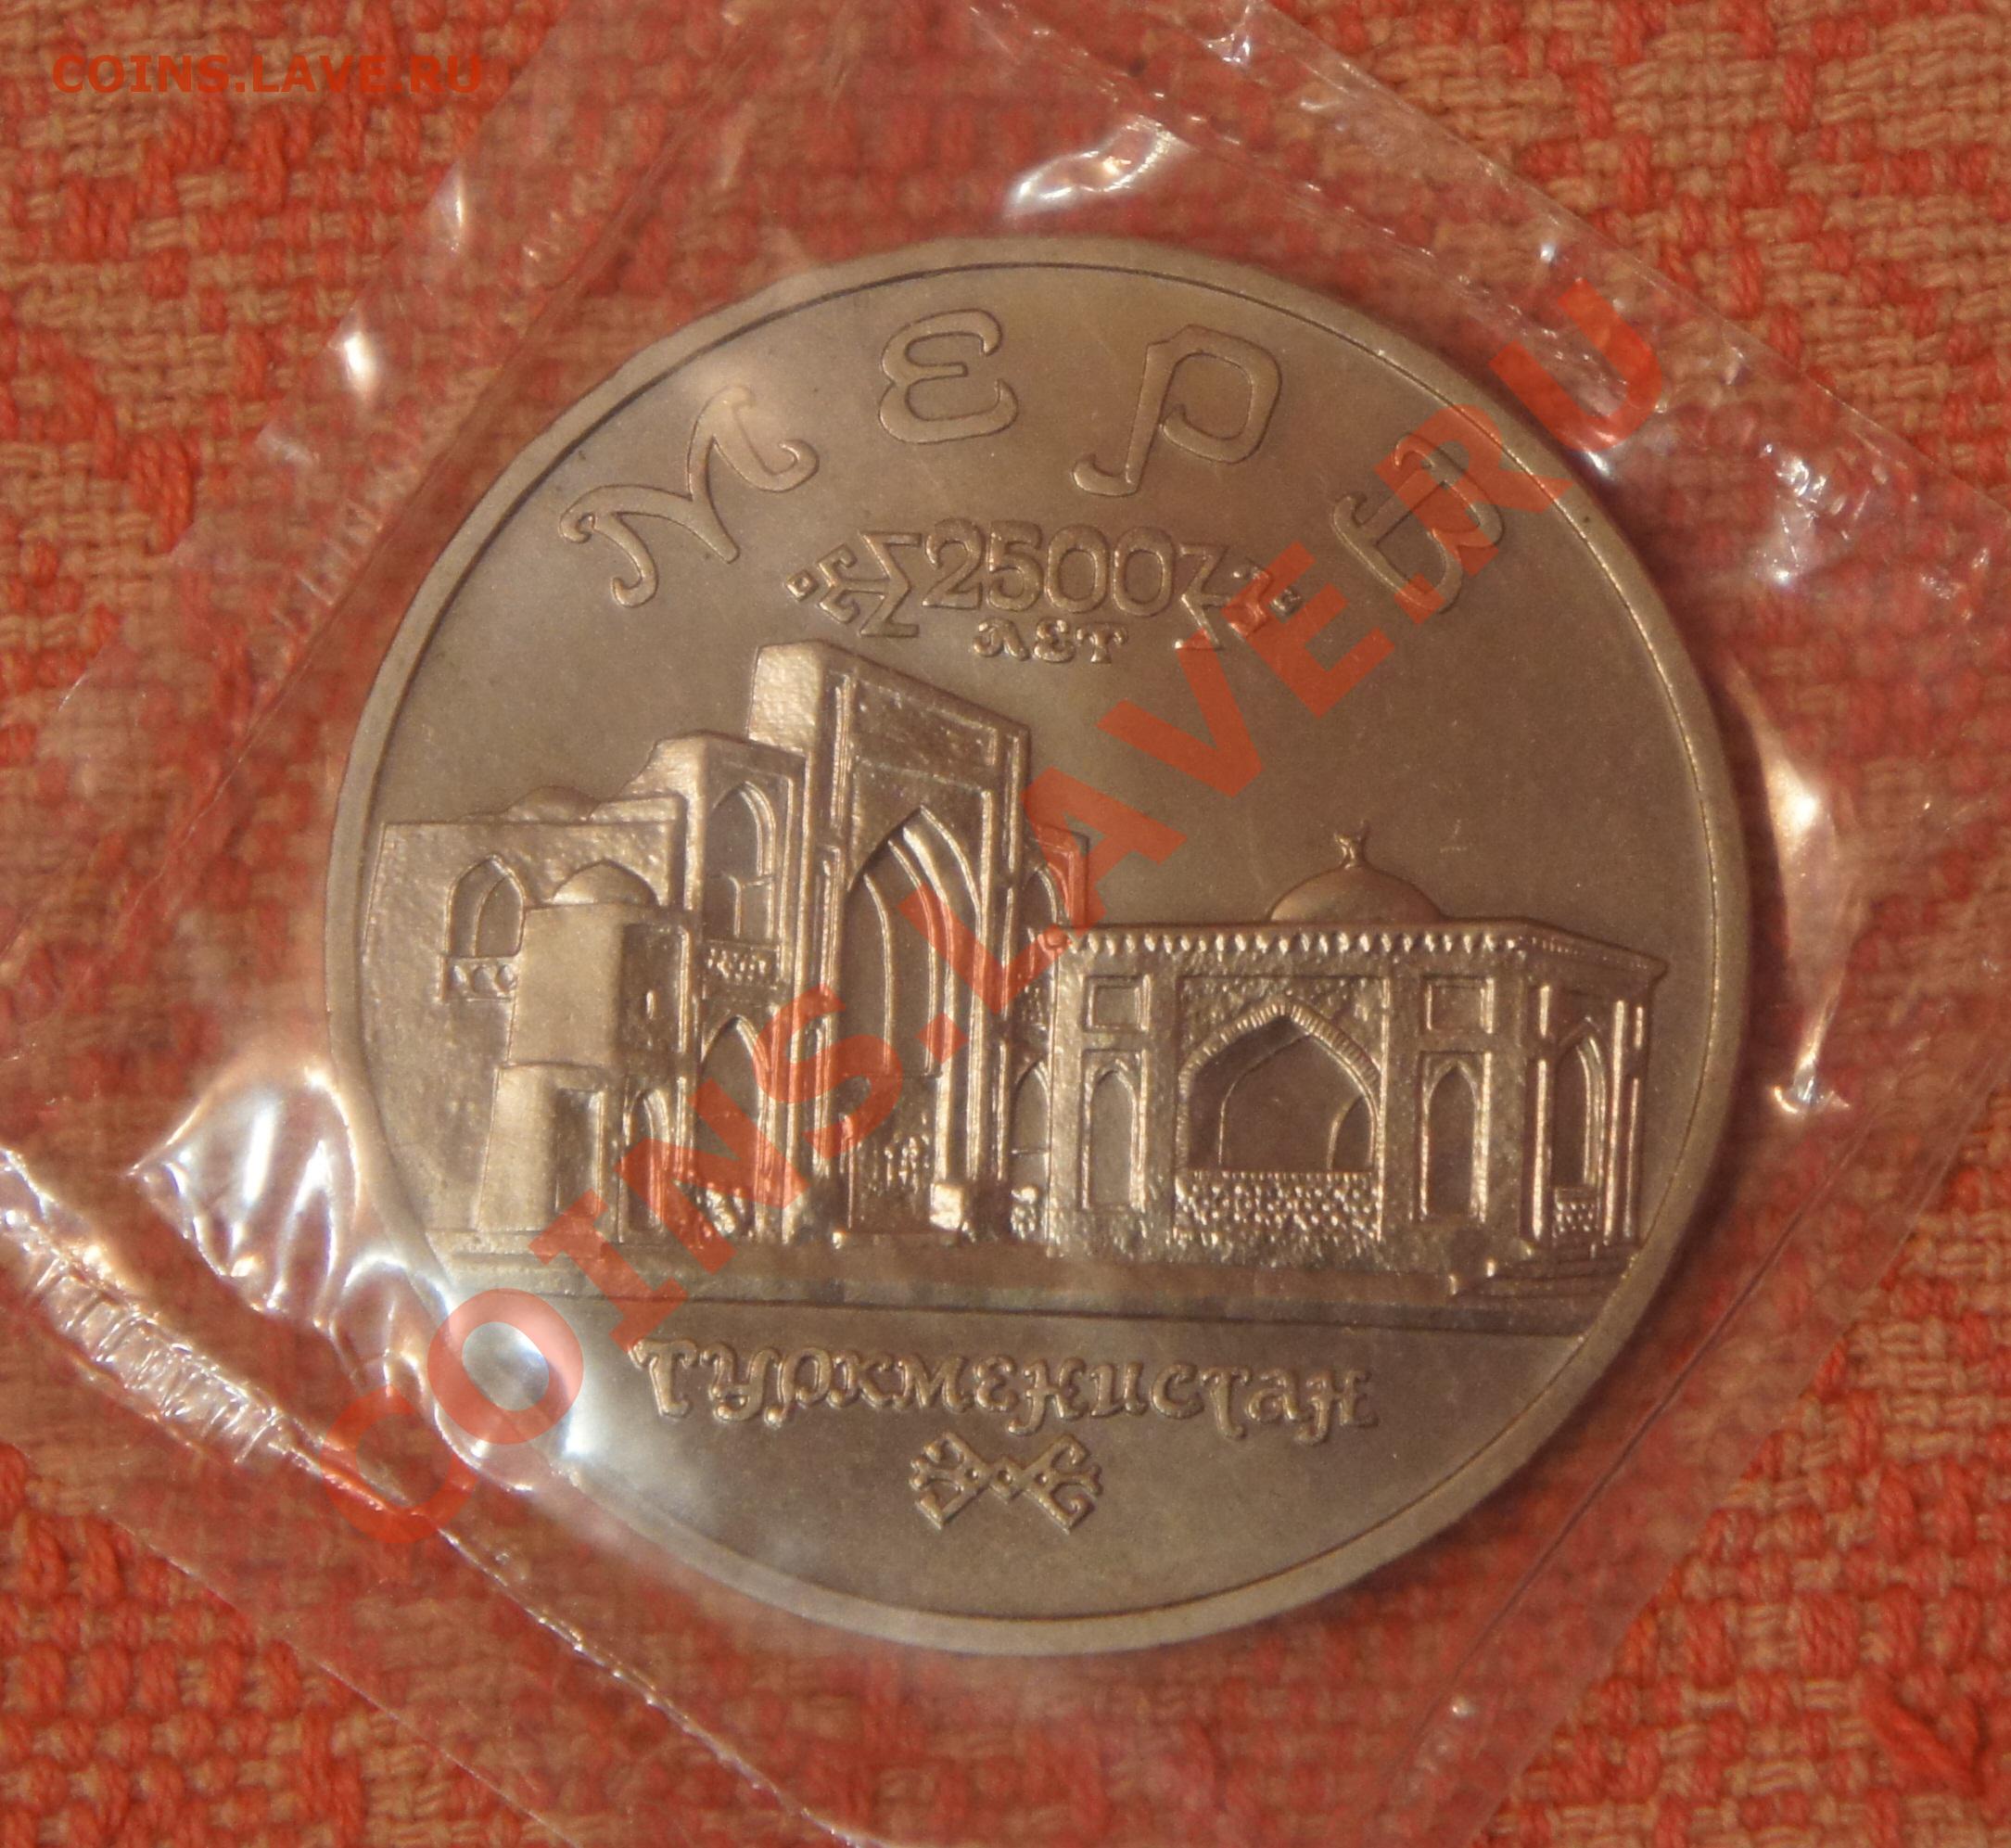 COINS.LAVE.RU
Мерв
2500
лет
COINS.LAVE.RU
Туркменистан